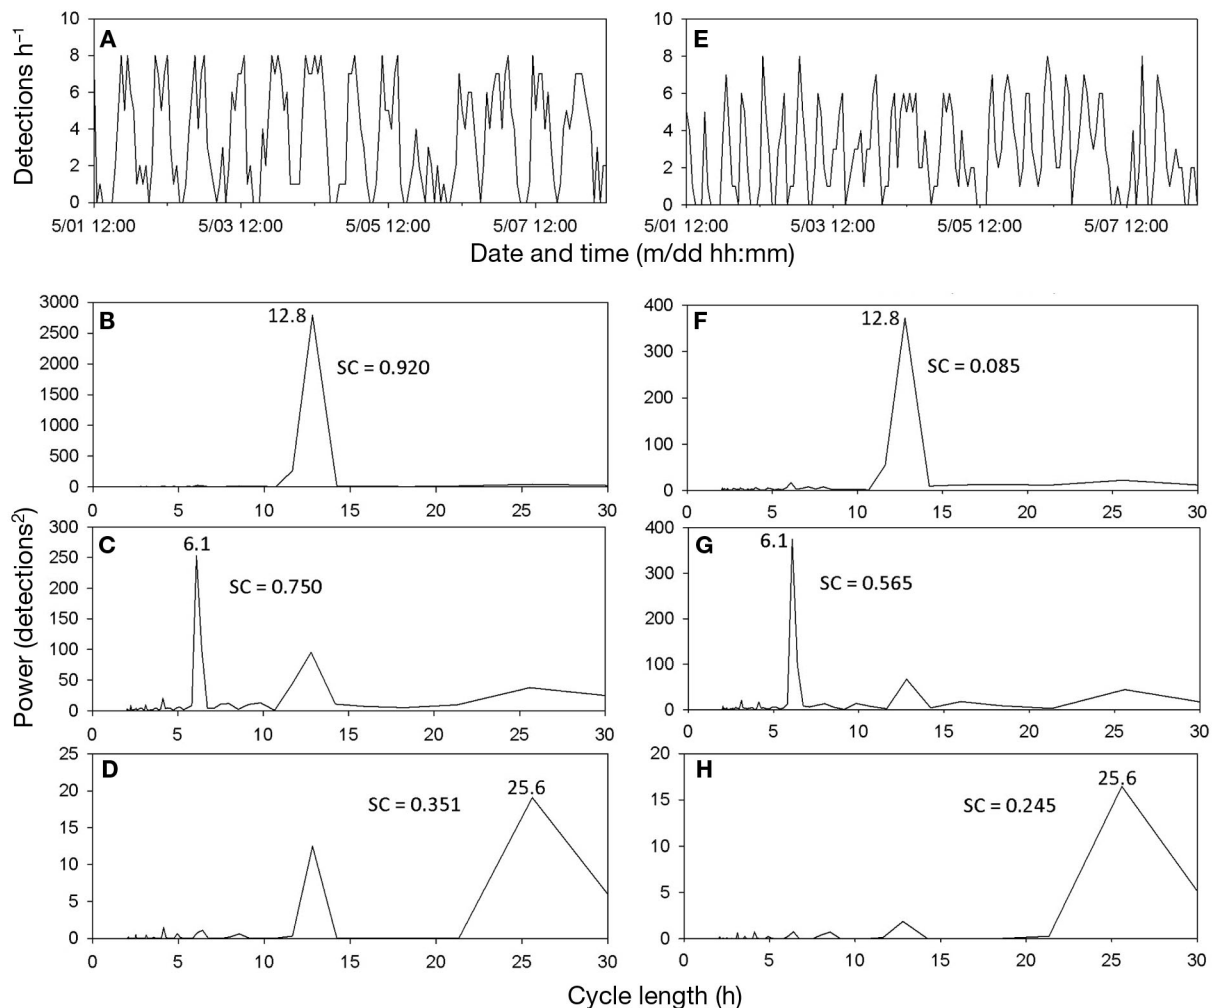 A
E
Detections h⁻¹
10
8
6
4
2
0
10
8
6
4
2
0
5/01 12:00 5/03 12:00 5/05 12:00 5/07 12:00
5/01 12:00 5/03 12:00 5/05 12:00 5/07 12:00
Date and time (m/dd hh:mm)
B
12.8
SC = 0.920
3000
2500
2000
1500
1000
500
0
0 5 10 15 20 25 30
F
12.8
SC = 0.085
400
300
200
100
0
0 5 10 15 20 25 30
Power (detections²)
C
6.1
SC = 0.750
300
250
200
150
100
50
0
0 5 10 15 20 25 30
G
6.1
SC = 0.565
400
300
200
100
0
0 5 10 15 20 25 30
D
25.6
SC = 0.351
25
20
15
10
5
0
0 5 10 15 20 25 30
H
25.6
SC = 0.245
20
15
10
5
0
0 5 10 15 20 25 30
Cycle length (h)